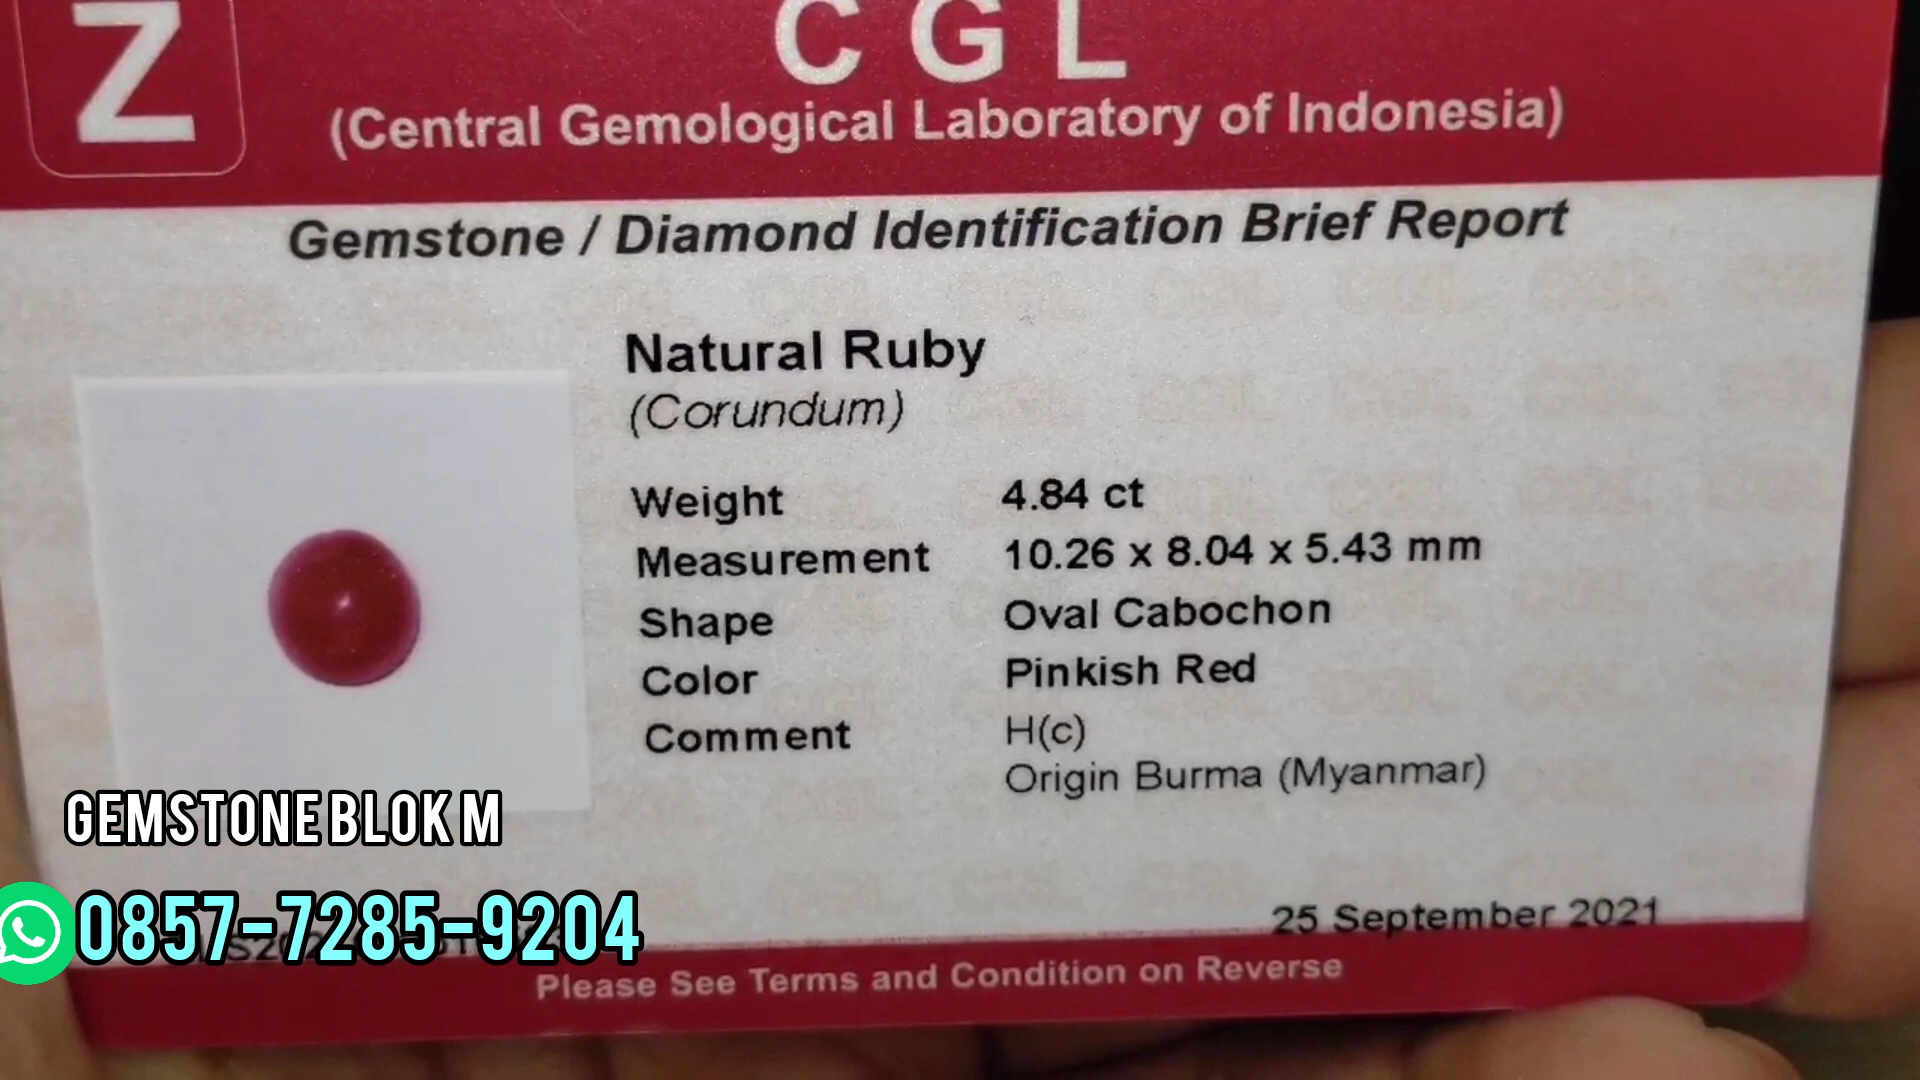 Z
C G L
(Central Gemological Laboratory of Indonesia)
Gemstone / Diamond Identification Brief Report
Natural Ruby
(Corundum)
Weight 4.84 ct
Measurement 10.26 x 8.04 x 5.43 mm
Shape Oval Cabochon
Color Pinkish Red
Comment H(c)
Origin Burma (Myanmar)
GEMSTONE BLOK M
0857-7285-9204
25 September 2021
Please See Terms and Condition on Reverse